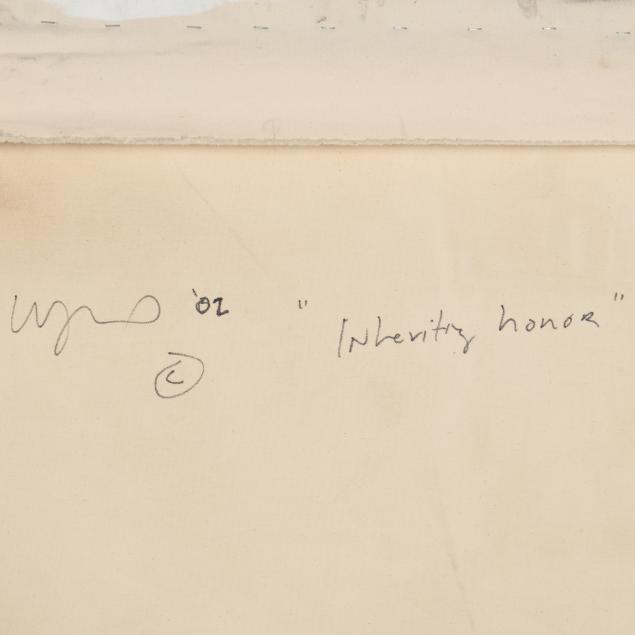 '02 " Inheriting honor "
©